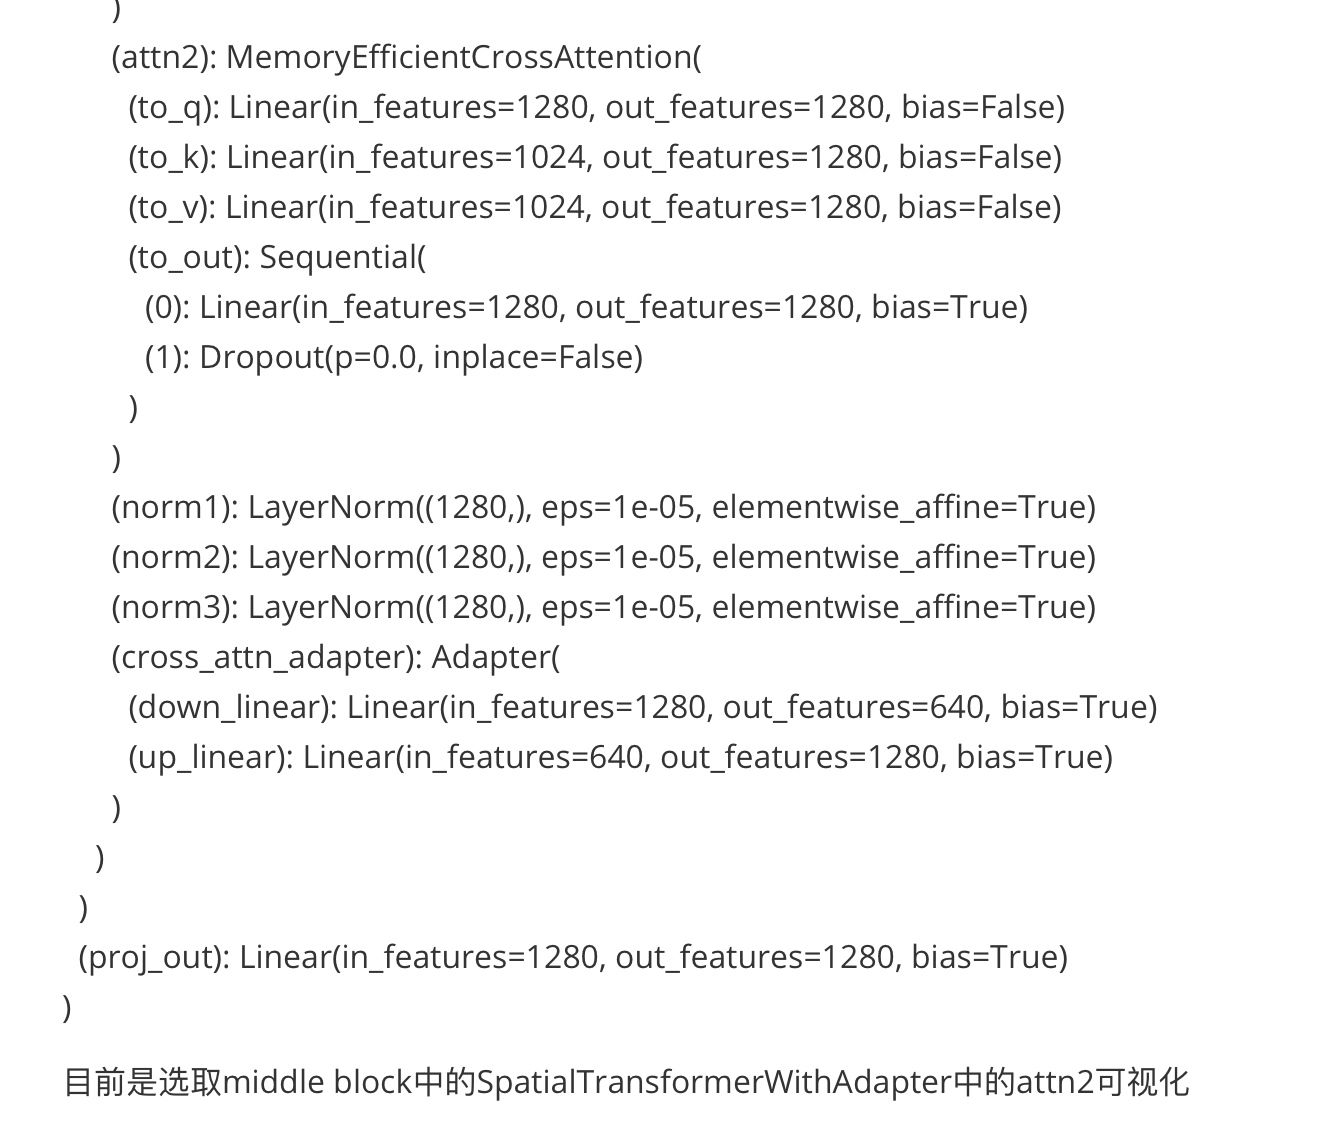 )
(attn2): MemoryEfficientCrossAttention(
(to_q): Linear(in_features=1280, out_features=1280, bias=False)
(to_k): Linear(in_features=1024, out_features=1280, bias=False)
(to_v): Linear(in_features=1024, out_features=1280, bias=False)
(to_out): Sequential(
(0): Linear(in_features=1280, out_features=1280, bias=True)
(1): Dropout(p=0.0, inplace=False)
)
)
(norm1): LayerNorm((1280,), eps=1e-05, elementwise_affine=True)
(norm2): LayerNorm((1280,), eps=1e-05, elementwise_affine=True)
(norm3): LayerNorm((1280,), eps=1e-05, elementwise_affine=True)
(cross_attn_adapter): Adapter(
(down_linear): Linear(in_features=1280, out_features=640, bias=True)
(up_linear): Linear(in_features=640, out_features=1280, bias=True)
)
)
)
(proj_out): Linear(in_features=1280, out_features=1280, bias=True)
)
目前是选取middle block中的SpatialTransformerWithAdapter中的attn2可视化